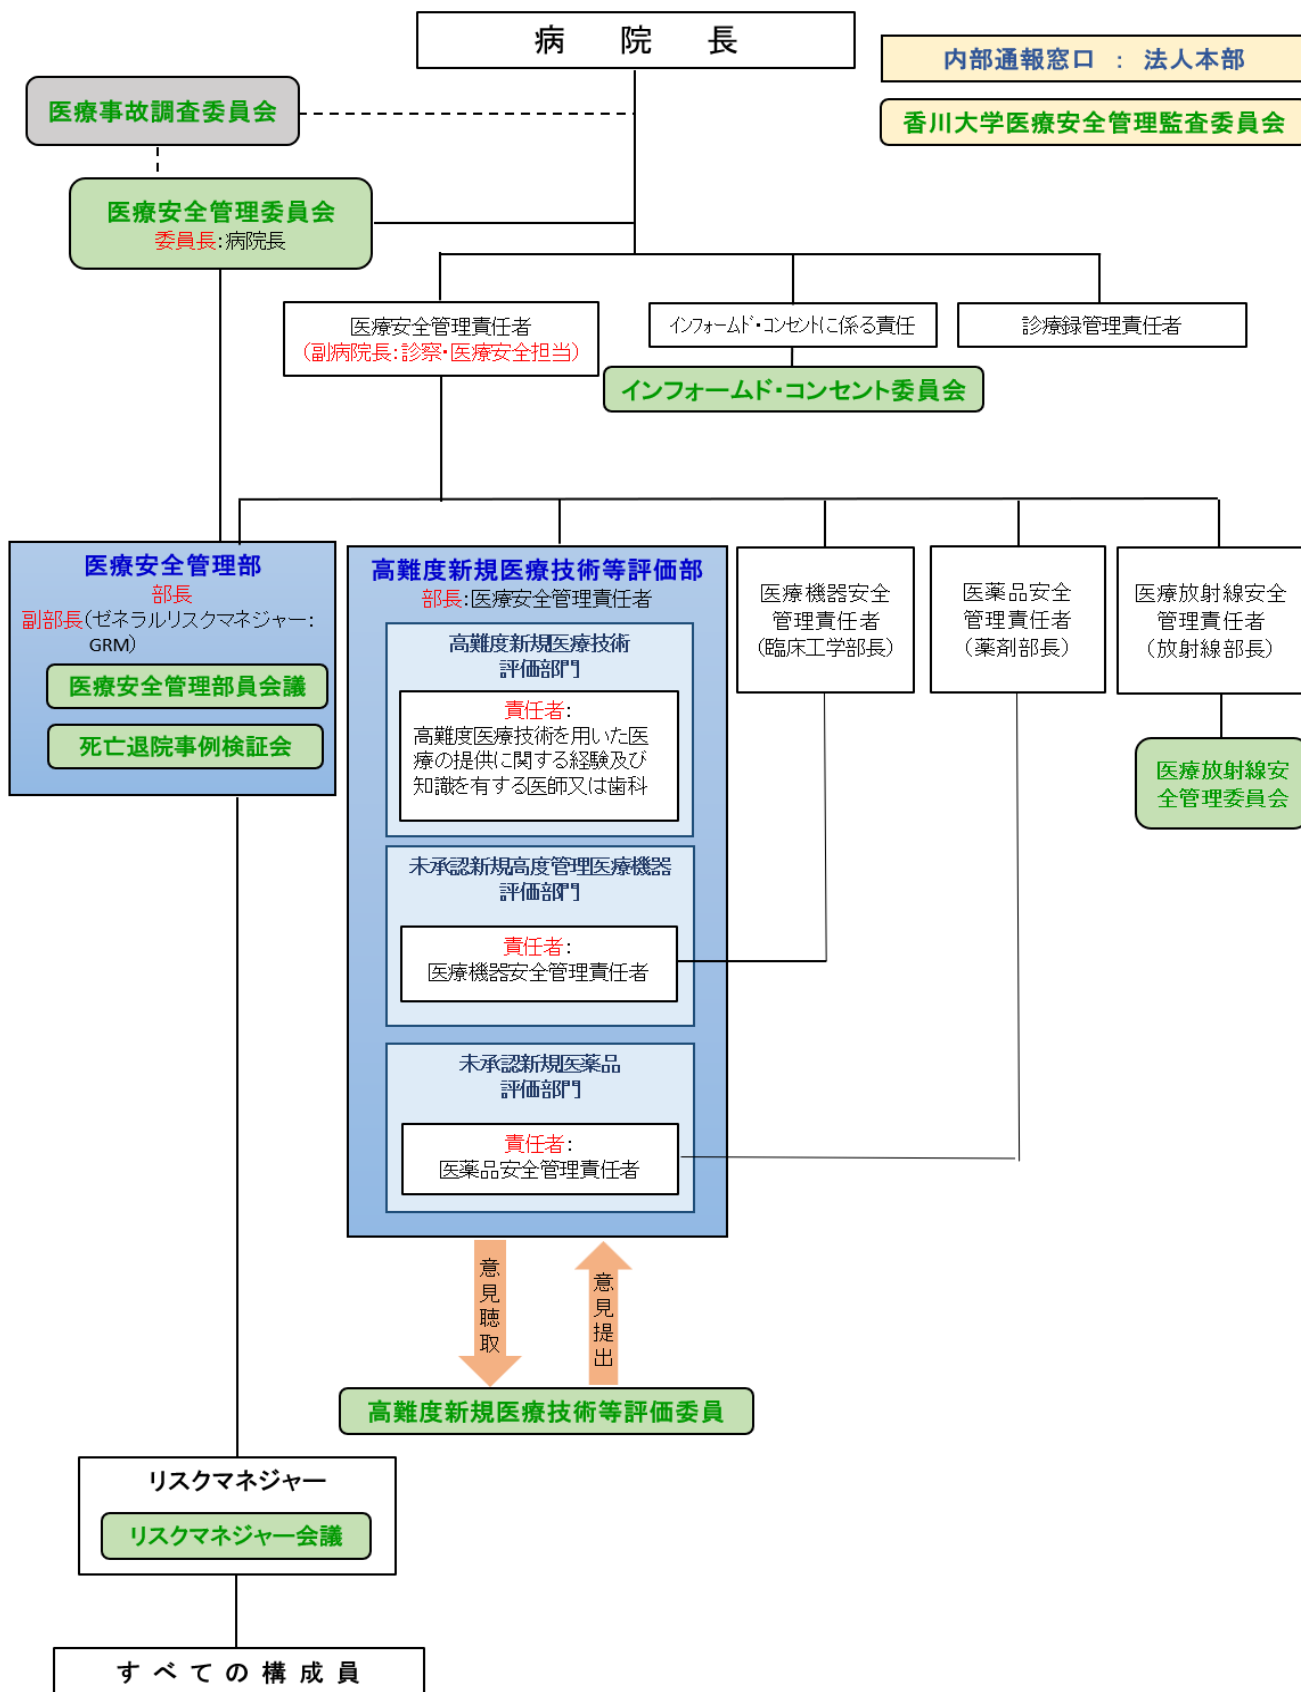 病院長
内部通報窓口 : 法人本部
香川大学医療安全管理監査委員会
医療事故調査委員会
医療安全管理委員会
委員長:病院長
医療安全管理責任者
(副病院長:診察・医療安全担当)
インフォームド・コンセントに係る責任
診療録管理責任者
インフォームド・コンセント委員会
医療安全管理部
部長
副部長(ゼネラルリスクマネジャー:
GRM)
医療安全管理部員会議
死亡退院事例検証会
高難度新規医療技術等評価部
部長:医療安全管理責任者
高難度新規医療技術
評価部門
責任者:
高難度医療技術を用いた医
療の提供に関する経験及び
知識を有する医師又は歯科
未承認新規高度管理医療機器
評価部門
責任者:
医療機器安全管理責任者
未承認新規医薬品
評価部門
責任者:
医薬品安全管理責任者
医療機器安全
管理責任者
(臨床工学部長)
医薬品安全
管理責任者
(薬剤部長)
医療放射線安全
管理責任者
(放射線部長)
医療放射線安
全管理委員会
意見聴取
意見提出
高難度新規医療技術等評価委員
リスクマネジャー
リスクマネジャー会議
すべての構成員